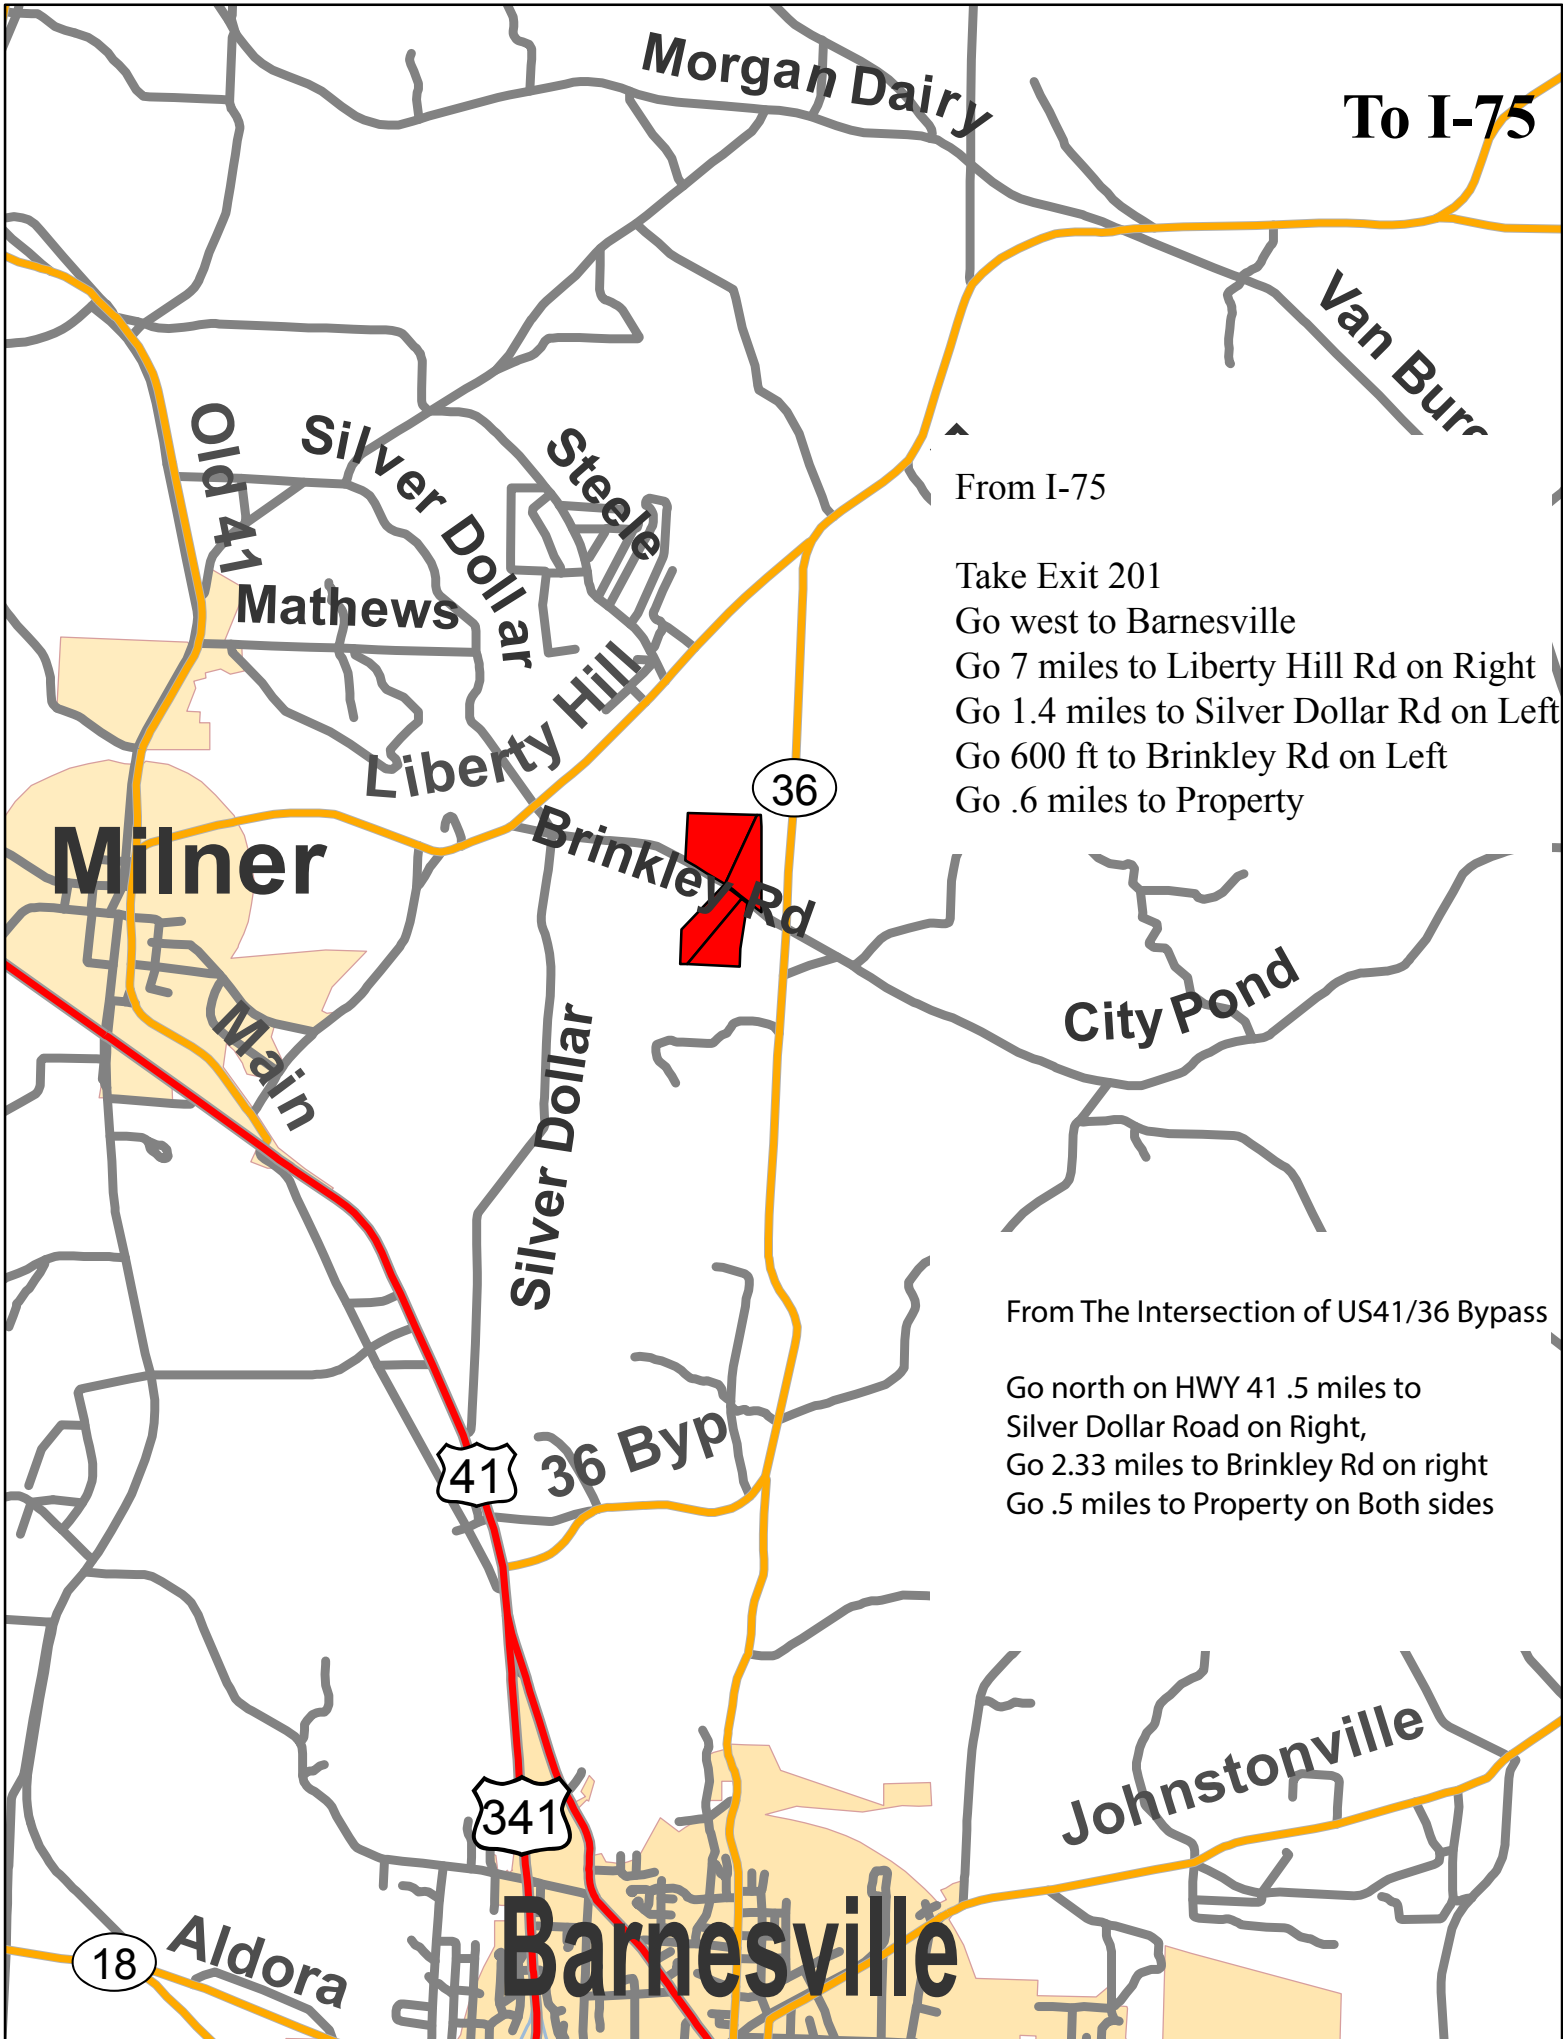 Morgan Dairy
To I-75
Van Bure
Old 41
Silver Dollar
Steele
From I-75
Take Exit 201
Go west to Barnesville
Go 7 miles to Liberty Hill Rd on Right
Go 1.4 miles to Silver Dollar Rd on Left
Go 600 ft to Brinkley Rd on Left
Go .6 miles to Property
Mathews
Liberty Hill
36
Milner
Brinkley Rd
City Pond
Main
Silver Dollar
From The Intersection of US41/36 Bypass
Go north on HWY 41 .5 miles to
Silver Dollar Road on Right,
Go 2.33 miles to Brinkley Rd on right
Go .5 miles to Property on Both sides
36 Byp
41
341
Johnstonville
Barnesville
18
Aldora